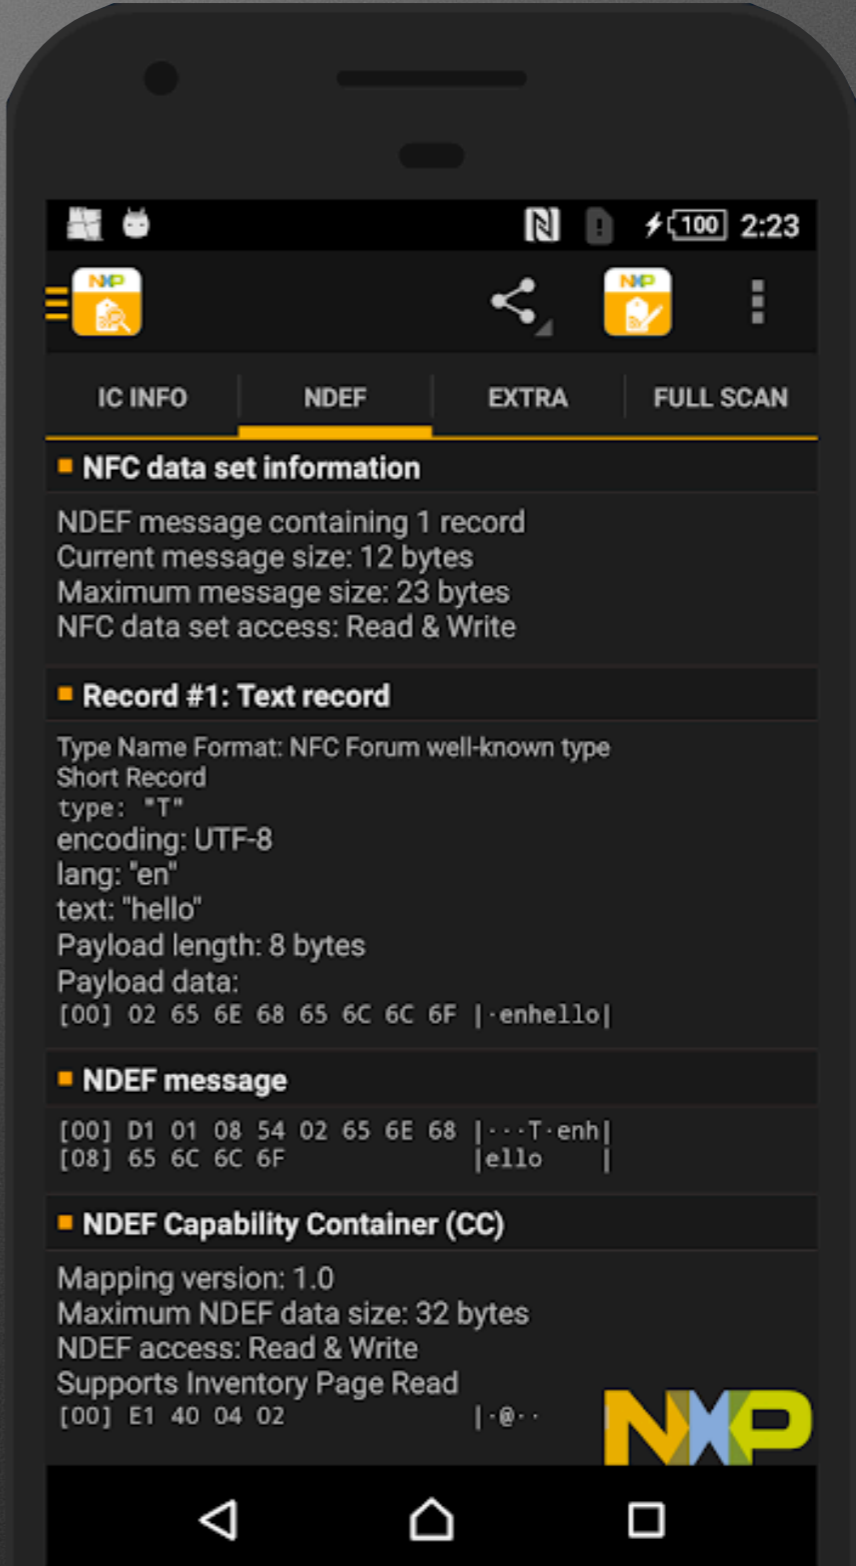 100 2:23
NXP
NXP
IC INFO NDEF EXTRA FULL SCAN
NFC data set information
NDEF message containing 1 record
Current message size: 12 bytes
Maximum message size: 23 bytes
NFC data set access: Read & Write
Record #1: Text record
Type Name Format: NFC Forum well-known type
Short Record
type: "T"
encoding: UTF-8
lang: "en"
text: "hello"
Payload length: 8 bytes
Payload data:
[00] 02 65 6E 68 65 6C 6C 6F |·enhello|
NDEF message
[00] D1 01 08 54 02 65 6E 68 |···T·enh|
[08] 65 6C 6C 6F |ello |
NDEF Capability Container (CC)
Mapping version: 1.0
Maximum NDEF data size: 32 bytes
NDEF access: Read & Write
Supports Inventory Page Read
[00] E1 40 04 02 |·@··
NXP